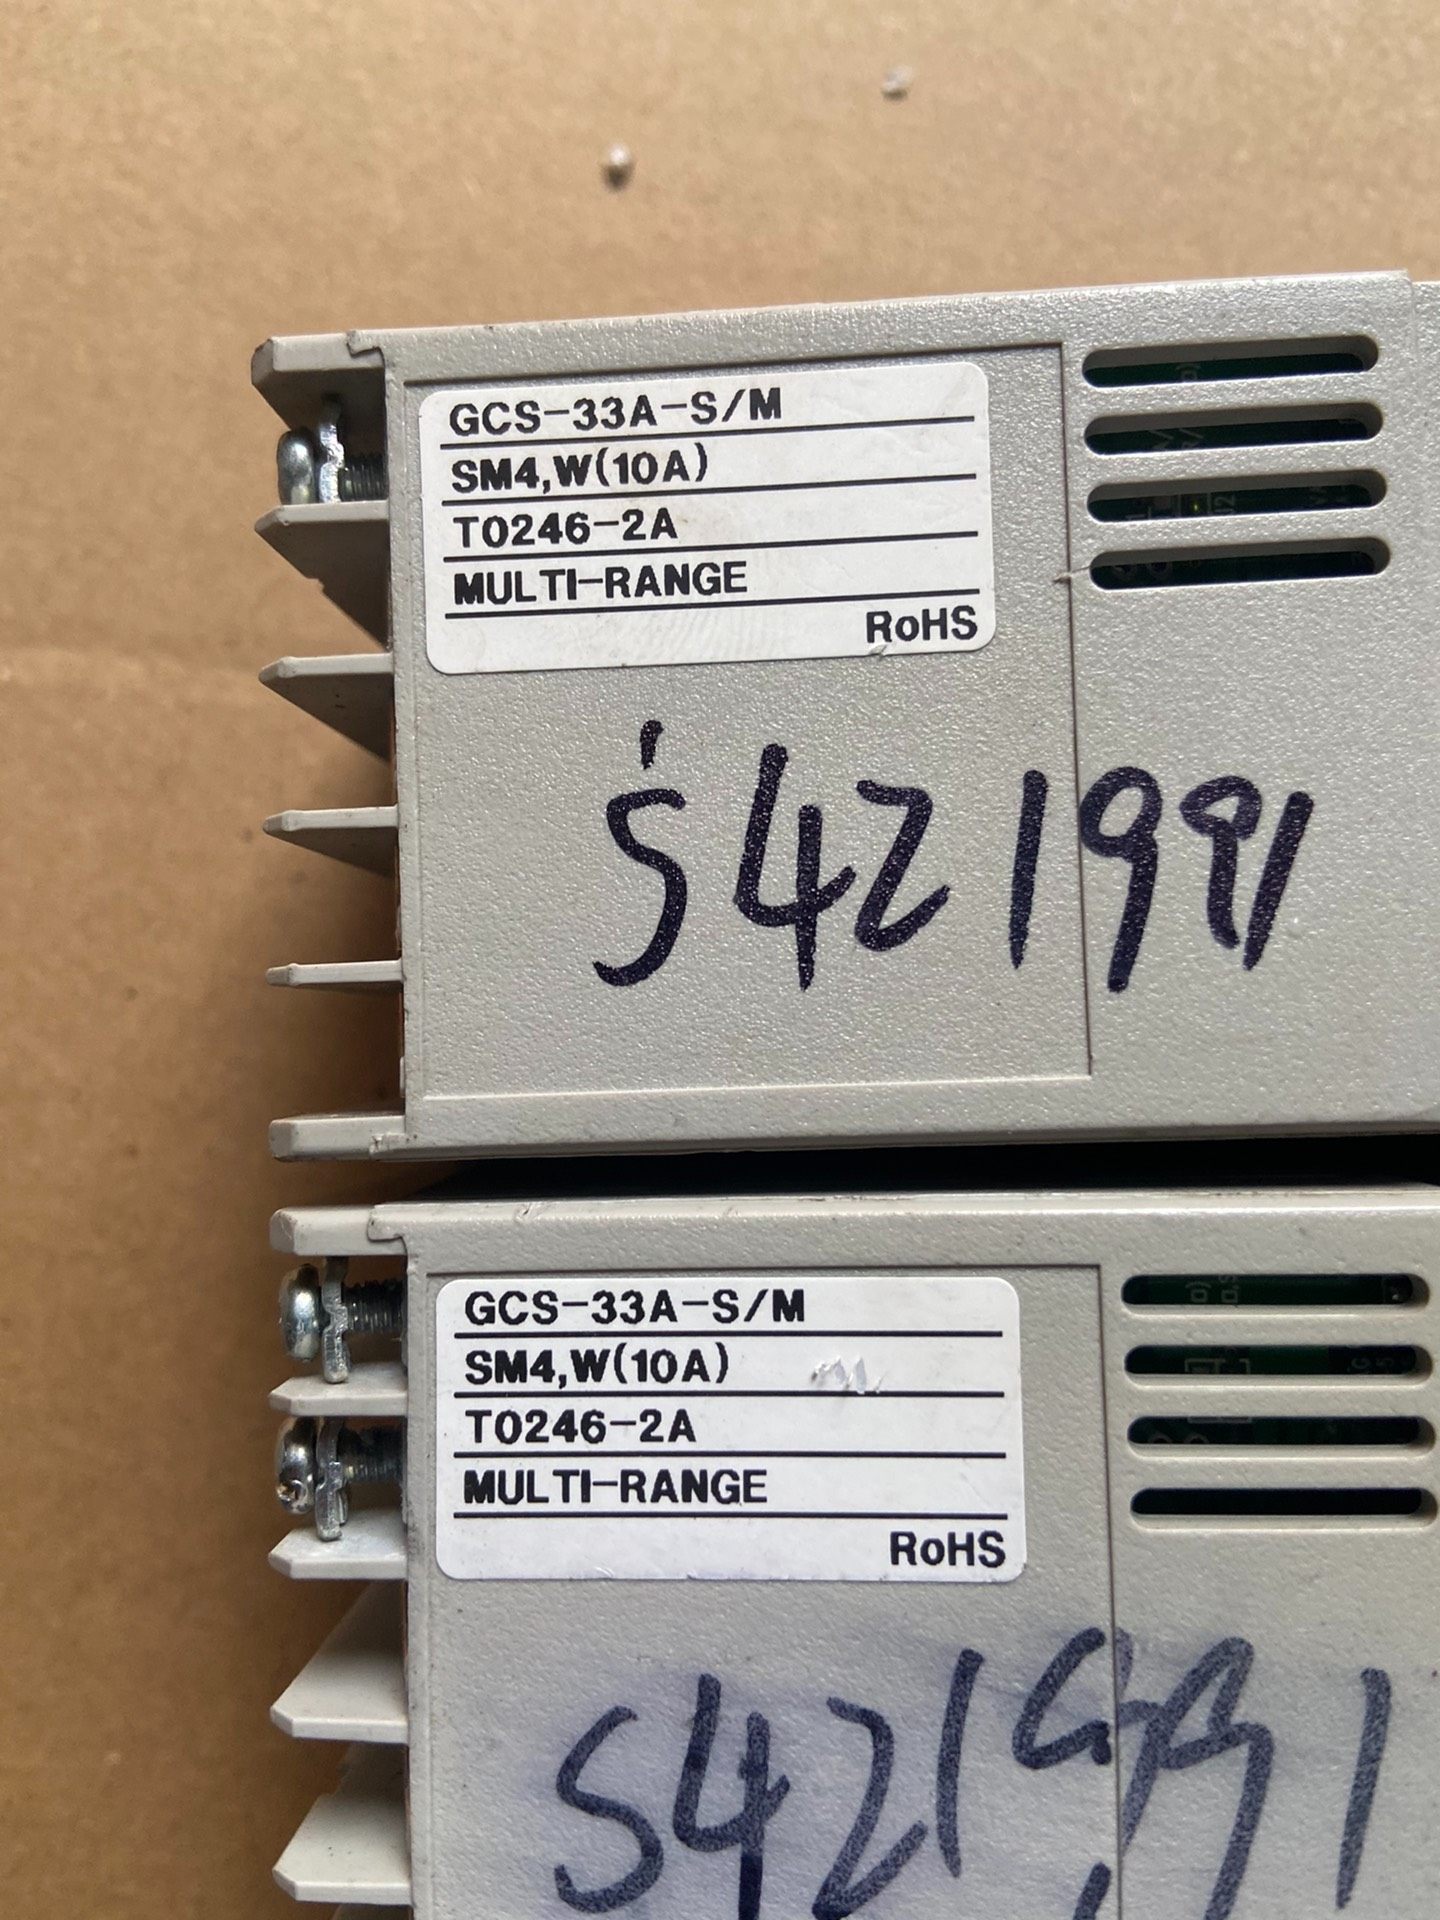 GCS-33A-S/M
SM4,W(10A)
T0246-2A
MULTI-RANGE
RoHS
S421991
GCS-33A-S/M
SM4,W(10A)
T0246-2A
MULTI-RANGE
RoHS
S421991